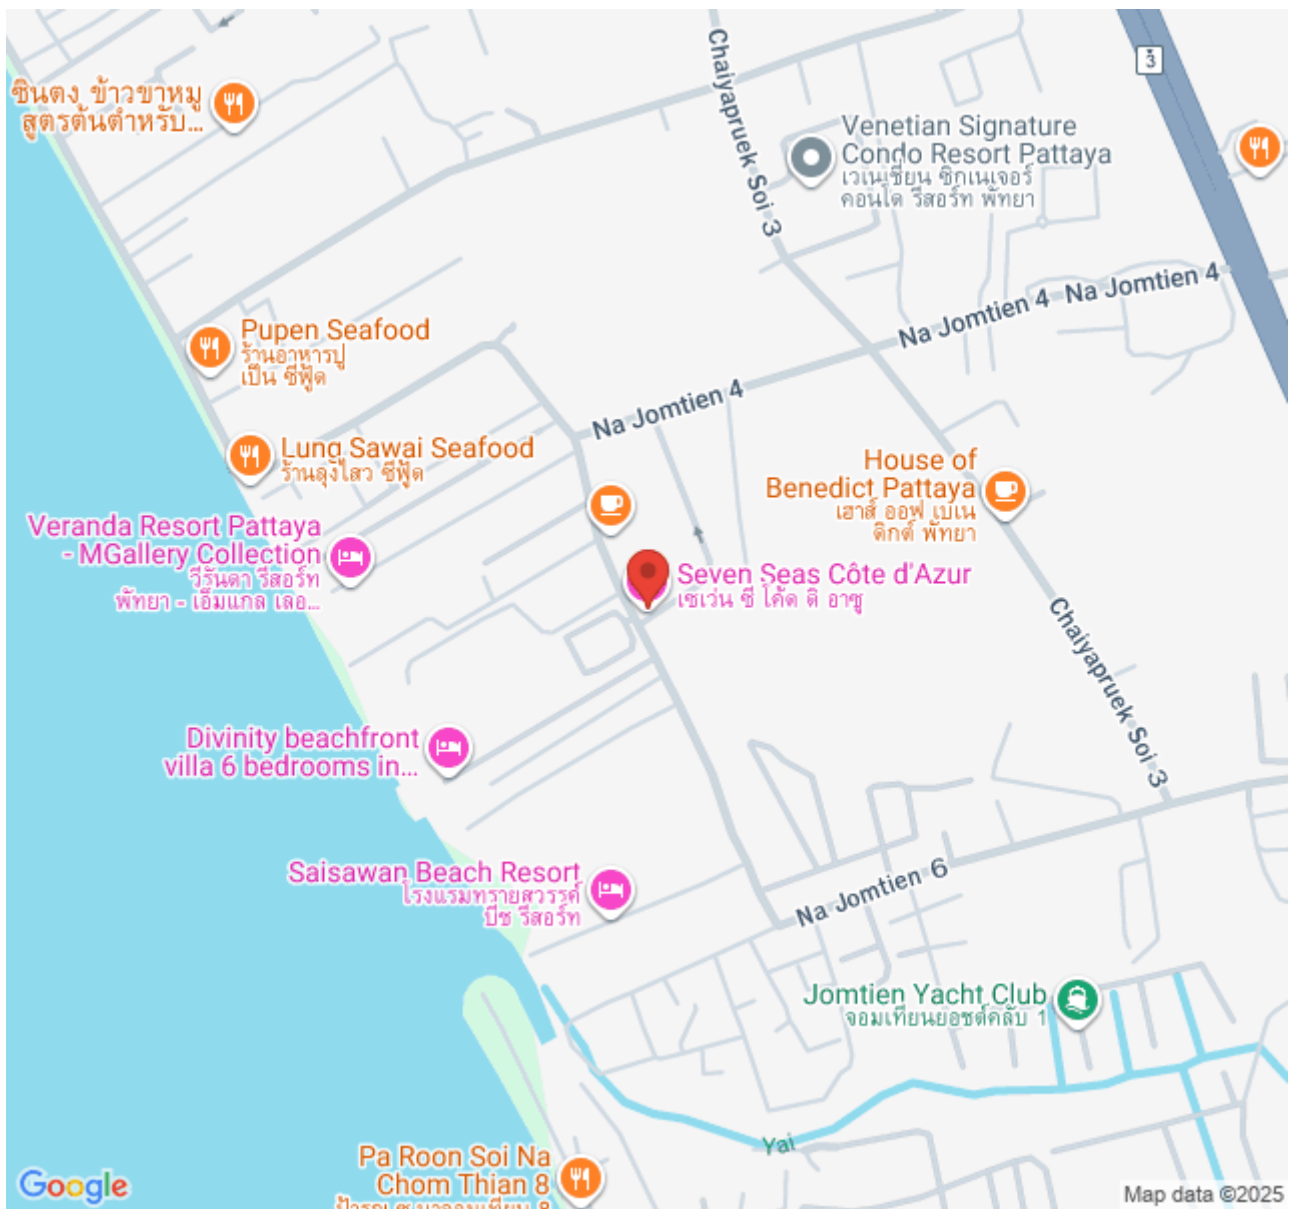 ซินตง ข้าวขาหมู
สูตรต้นตำหรับ...
Chaiyapruek Soi 3
3
Venetian Signature
Condo Resort Pattaya
เวเนเชี่ยน ซิกเนเจอร์
คอนโด รีสอร์ท พัทยา
Na Jomtien 4
Na Jomtien 4
Pupen Seafood
ร้านอาหารปู
เป็น ซีฟู้ด
Na Jomtien 4
Lung Sawai Seafood
ร้านลุงไสว ซีฟู้ด
House of
Benedict Pattaya
เฮาส์ ออฟ เบเน
ดิกต์ พัทยา
Veranda Resort Pattaya
- MGallery Collection
วีรันดา รีสอร์ท
พัทยา - เอ็มแกล เลอ...
Seven Seas Côte d'Azur
เซเว่น ซี โค้ด ดิ อาซู
Chaiyapruek Soi 3
Divinity beachfront
villa 6 bedrooms in...
Saisawan Beach Resort
โรงแรมทรายสวรรค์
บีช รีสอร์ท
Na Jomtien 6
Jomtien Yacht Club
จอมเทียนยอชต์คลับ 1
Yai
Pa Roon Soi Na
Chom Thian 8
Google
Map data ©2025